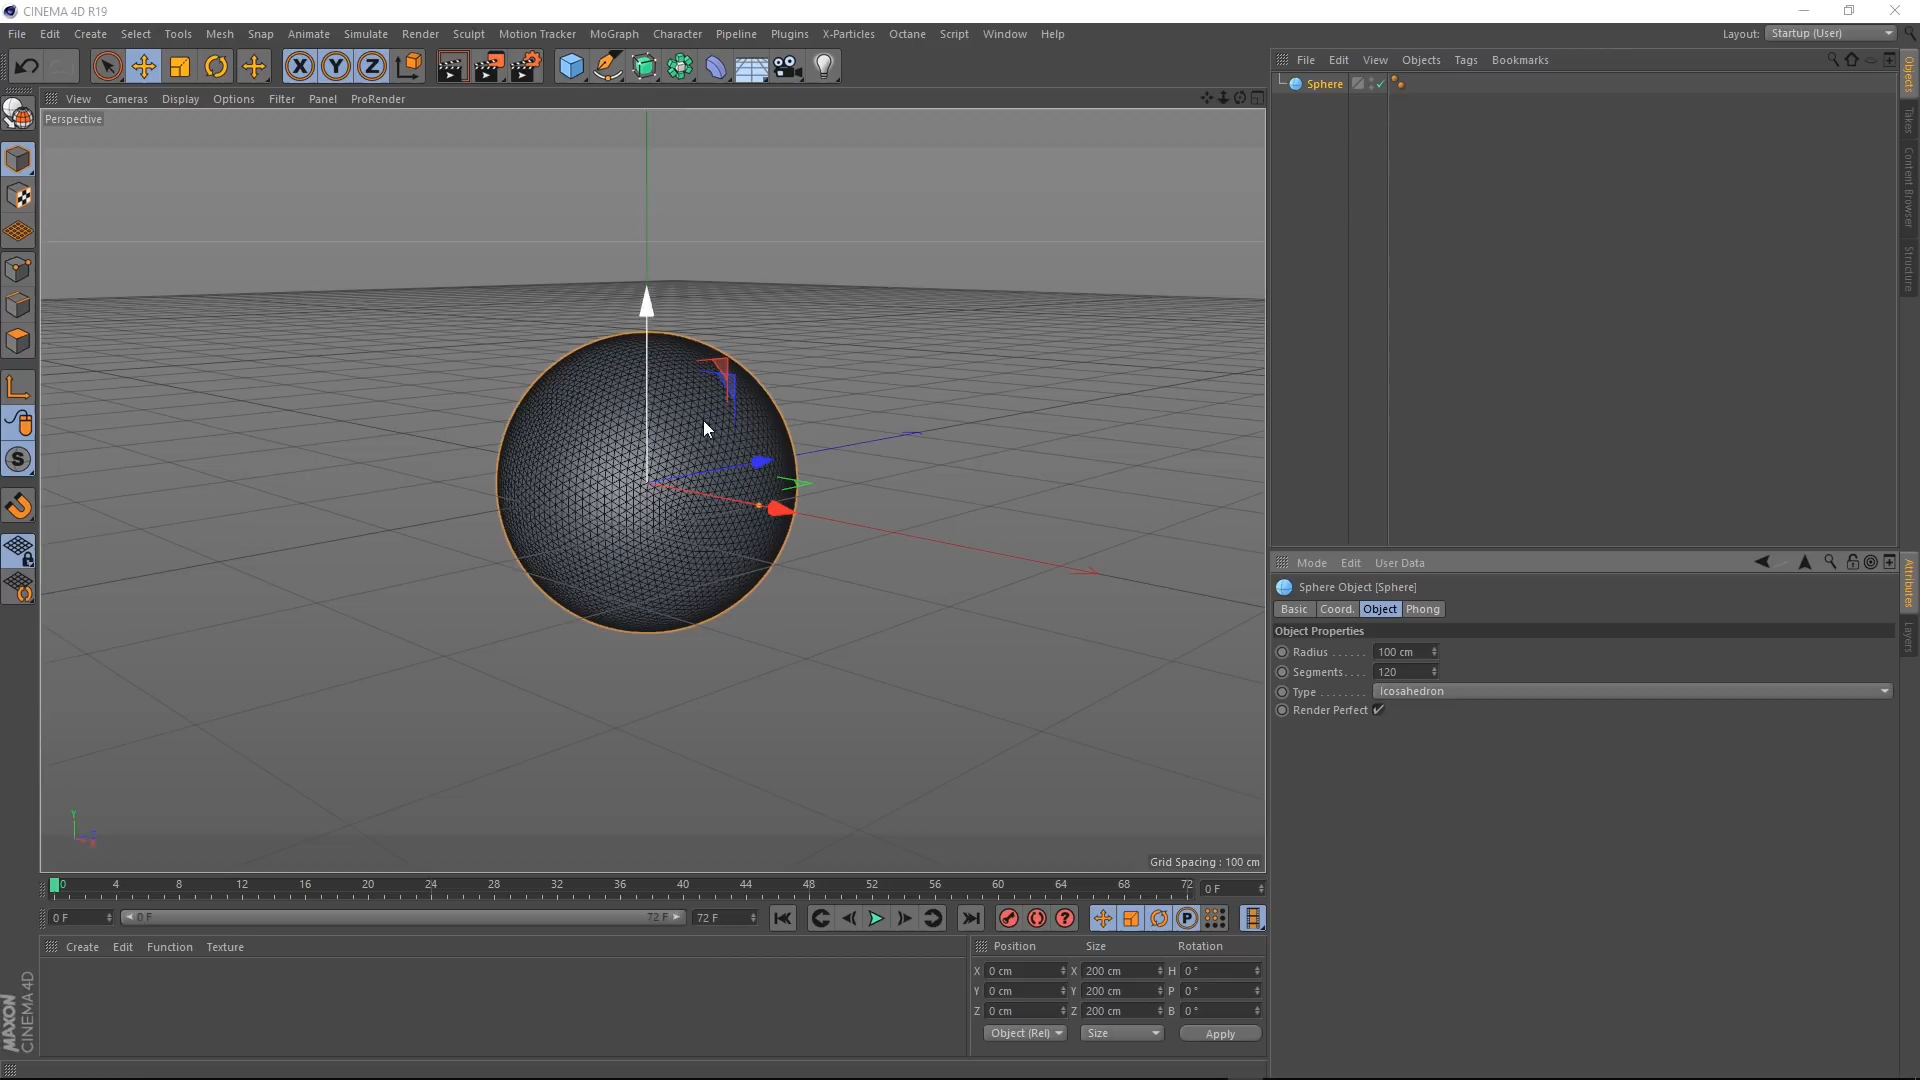 CINEMA 4D R19
File Edit Create Select Tools Mesh Snap Animate Simulate Render Sculpt Motion Tracker MoGraph Character Pipeline Plugins X-Particles Octane Script Window Help
Layout: Startup (User)
File Edit View Objects Tags Bookmarks
Sphere
Objects
Takes
Content Browser
Structure
View Cameras Display Options Filter Panel ProRender
Perspective
Y
Z
X
Grid Spacing : 100 cm
Mode Edit User Data
Sphere Object [Sphere]
Basic Coord. Object Phong
Object Properties
Radius . . . . . . 100 cm
Segments. . . . 120
Type . . . . . . . . Icosahedron
Render Perfect
Attributes
Layers
0 4 8 12 16 20 24 28 32 36 40 44 48 52 56 60 64 68 72 0 F
0 F 0 F 72 F 72 F
Create Edit Function Texture
Position Size Rotation
X 0 cm X 200 cm H 0 °
Y 0 cm Y 200 cm P 0 °
Z 0 cm Z 200 cm B 0 °
Object (Rel) Size Apply
MAXON
CINEMA 4D